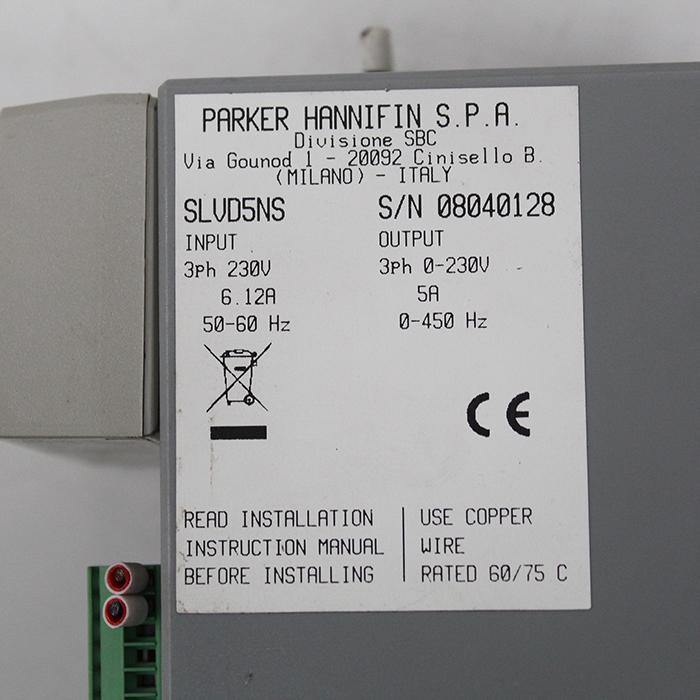 PARKER HANNIFIN S.P.A.
Divisione SBC
Via Gounod 1 - 20092 Cinisello B.
(MILANO) - ITALY
SLVD5NS S/N 08040128
INPUT OUTPUT
3Ph 230V 3Ph 0-230V
6.12A 5A
50-60 Hz 0-450 Hz
CE
READ INSTALLATION USE COPPER
INSTRUCTION MANUAL WIRE
BEFORE INSTALLING RATED 60/75 C